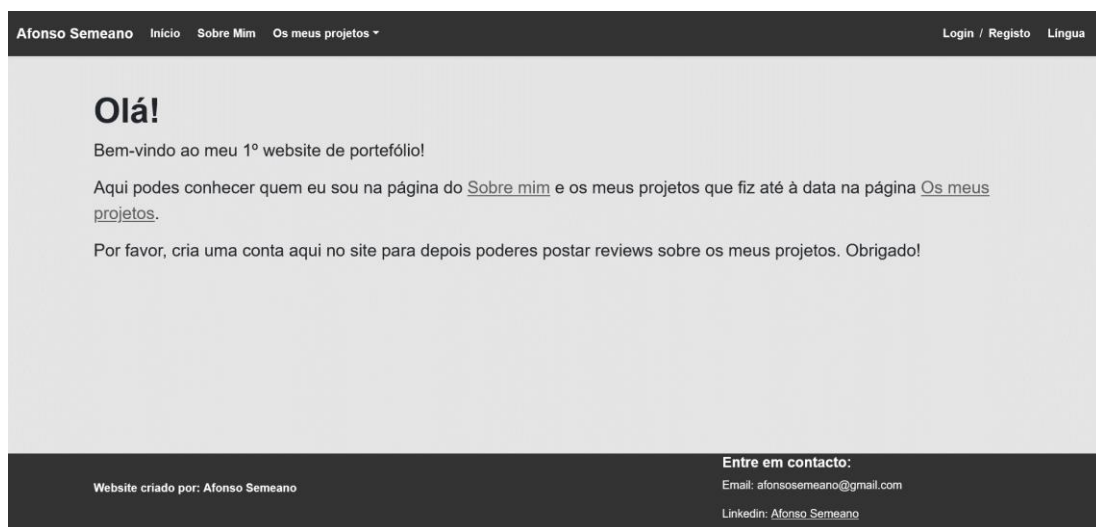 Afonso Semeano Início Sobre Mim Os meus projetos Login / Registo Língua
Olá!
Bem-vindo ao meu 1º website de portefólio!
Aqui podes conhecer quem eu sou na página do Sobre mim e os meus projetos que fiz até à data na página Os meus
projetos.
Por favor, cria uma conta aqui no site para depois poderes postar reviews sobre os meus projetos. Obrigado!
Website criado por: Afonso Semeano
Entre em contacto:
Email: afonsosemeano@gmail.com
Linkedin: Afonso Semeano